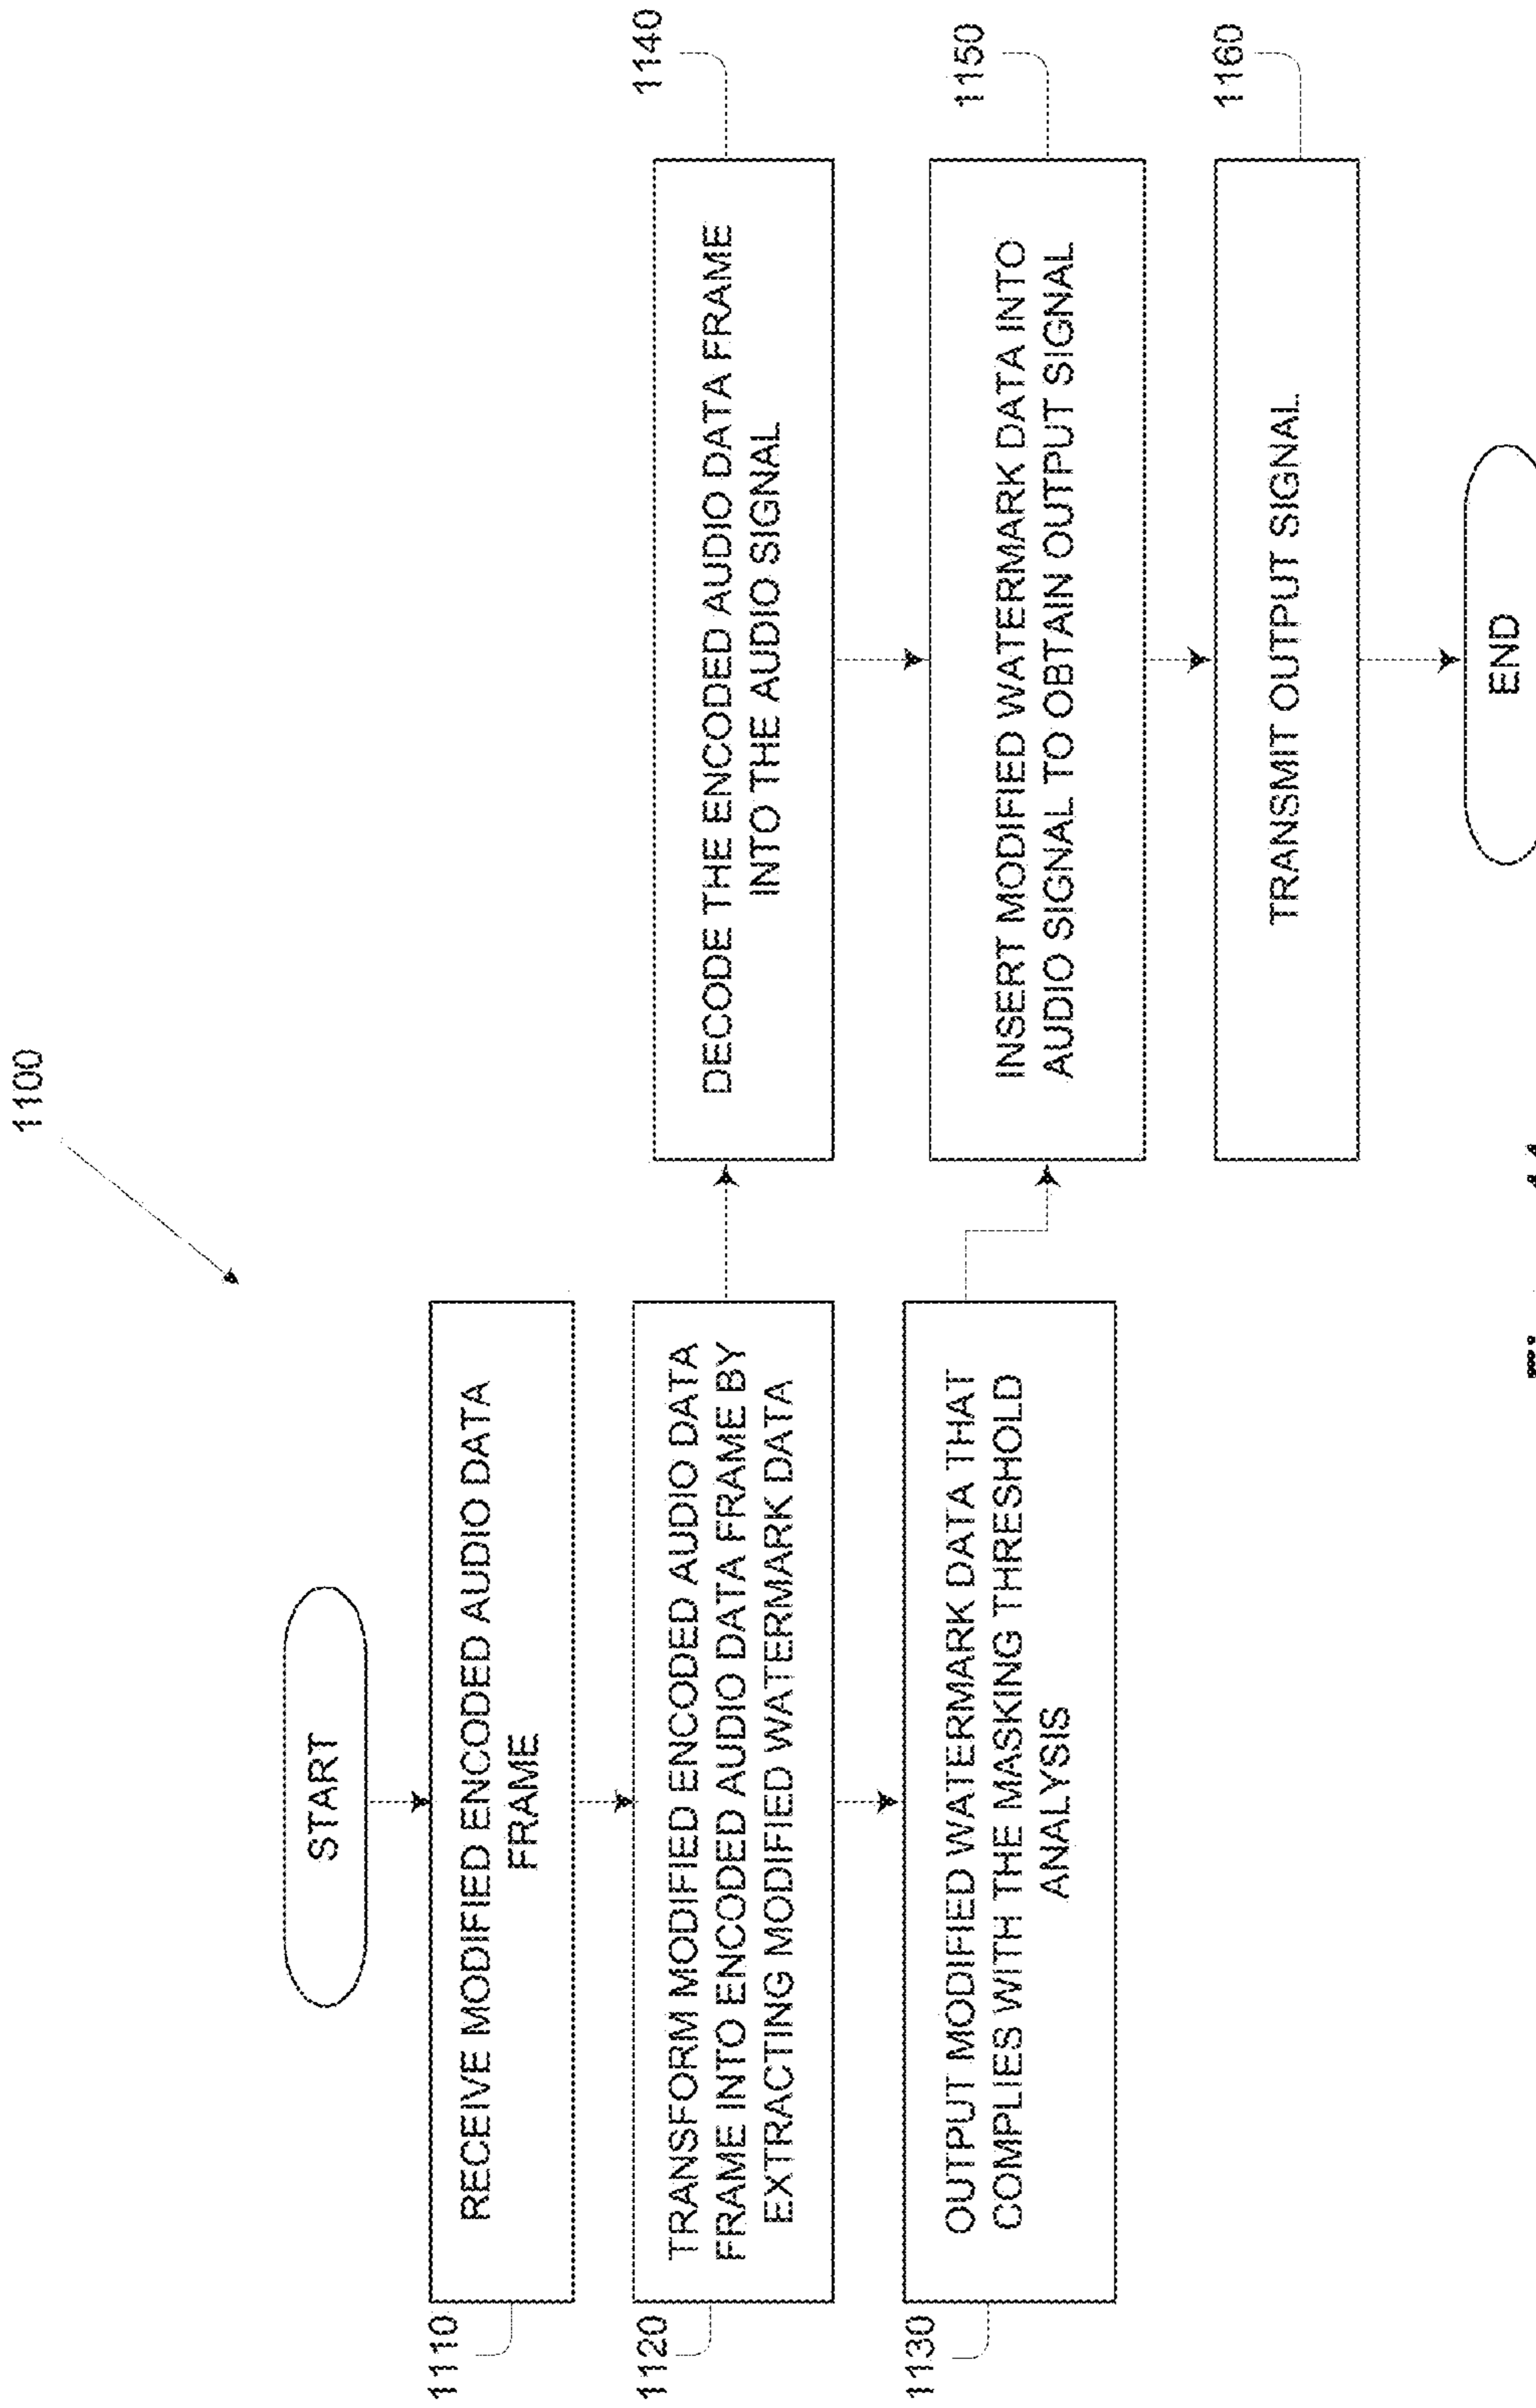 1100
START
1110
RECEIVE MODIFIED ENCODED AUDIO DATA
FRAME
1120
TRANSFORM MODIFIED ENCODED AUDIO DATA
FRAME INTO ENCODED AUDIO DATA FRAME BY
EXTRACTING MODIFIED WATERMARK DATA
1130
OUTPUT MODIFIED WATERMARK DATA THAT
COMPLIES WITH THE MASKING THRESHOLD
ANALYSIS
1140
DECODE THE ENCODED AUDIO DATA FRAME
INTO THE AUDIO SIGNAL
1150
INSERT MODIFIED WATERMARK DATA INTO
AUDIO SIGNAL TO OBTAIN OUTPUT SIGNAL
1160
TRANSMIT OUTPUT SIGNAL
END